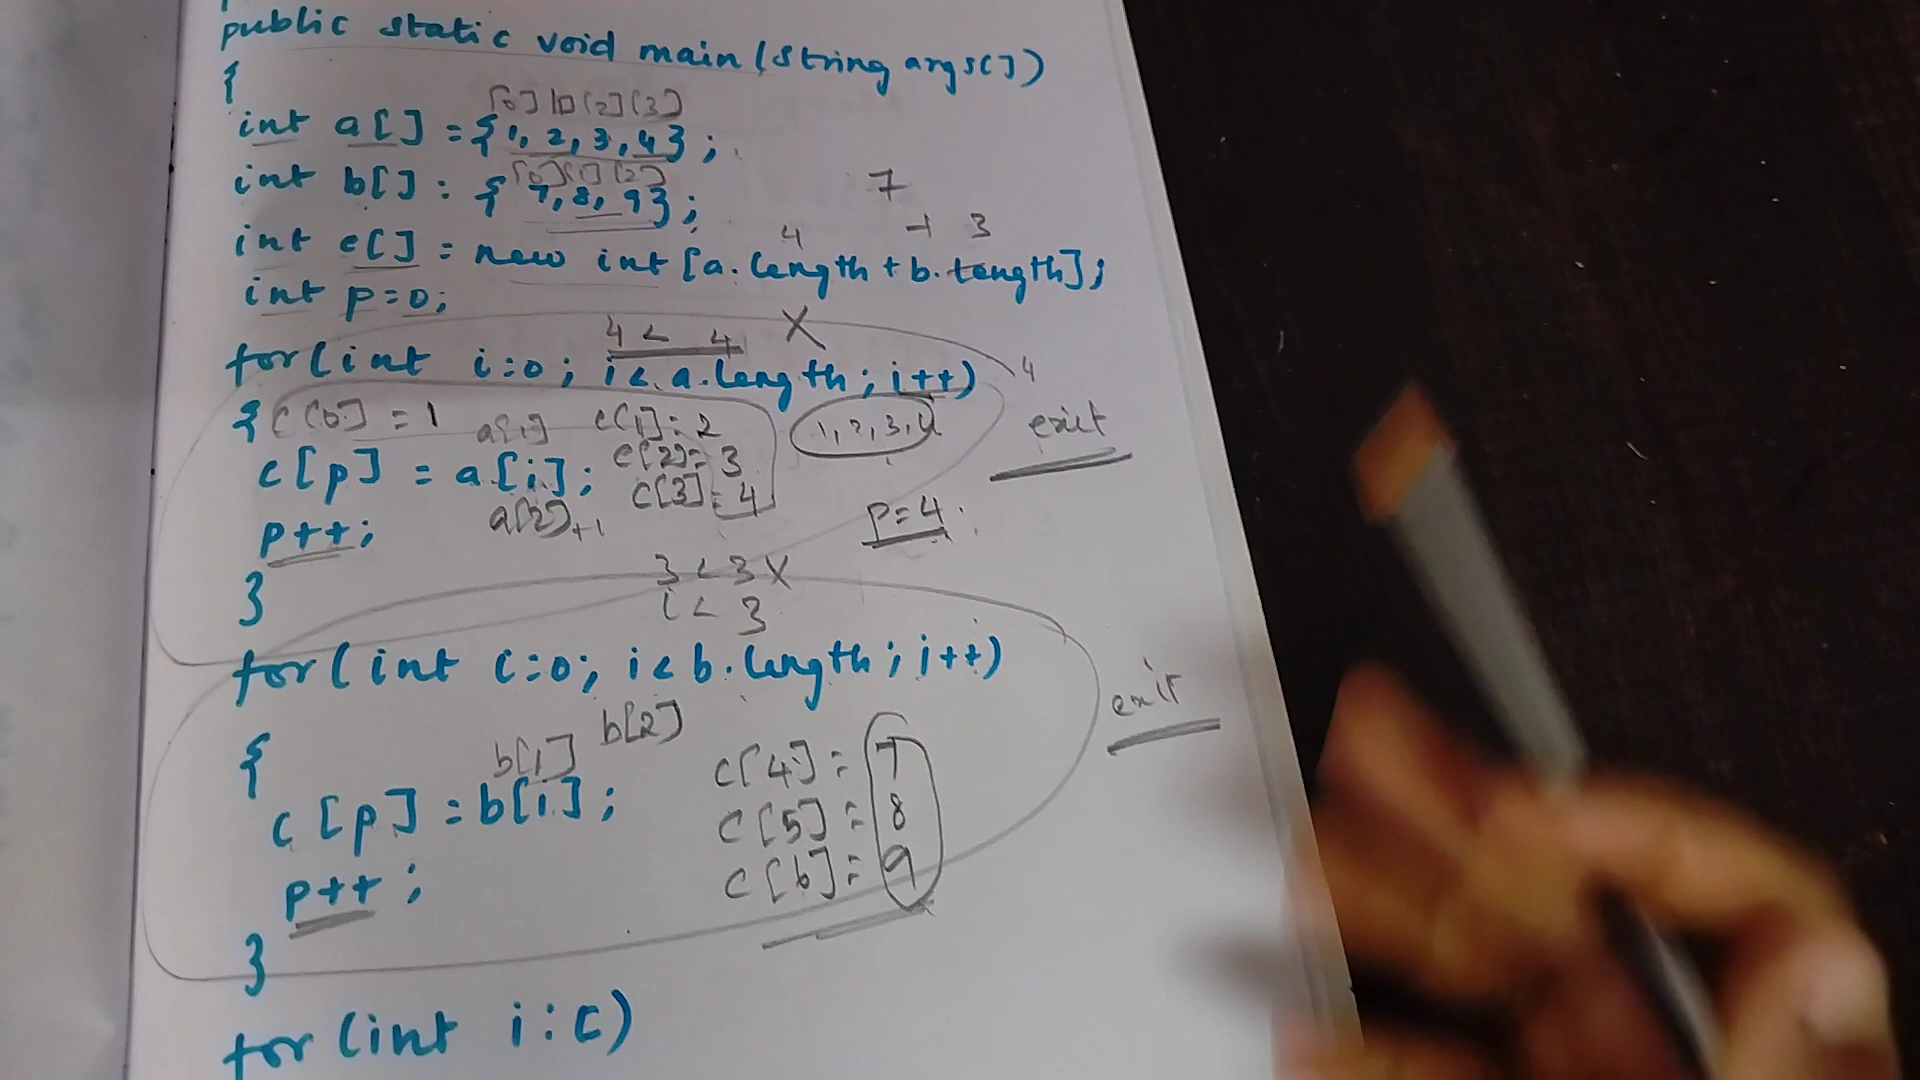 public static void main(String args[])
{
[0] [1] [2] [3]
int a[] = {1, 2, 3, 4};
[0] [1] [2]
int b[] = {7, 8, 9};
7
4 + 3
int c[] = new int [a.length + b.length];
int p=0;
4 < 4 X
for(int i=0; i< a.length; i++) 4
{ c[0] = 1 a[1] c[1] = 2 1, 2, 3, 4 exit
c[2] = 3
c[p] = a[i];
c[3] = 4
a[2]+1 p=4
p++;
3 < 3 X
}
i < 3
for(int i=0; i< b.length; i++)
exit
b[2]
{ b[1] c[4] = 7
c[p] = b[i]; c[5] = 8
p++; c[6] = 9
}
for (int i : c)